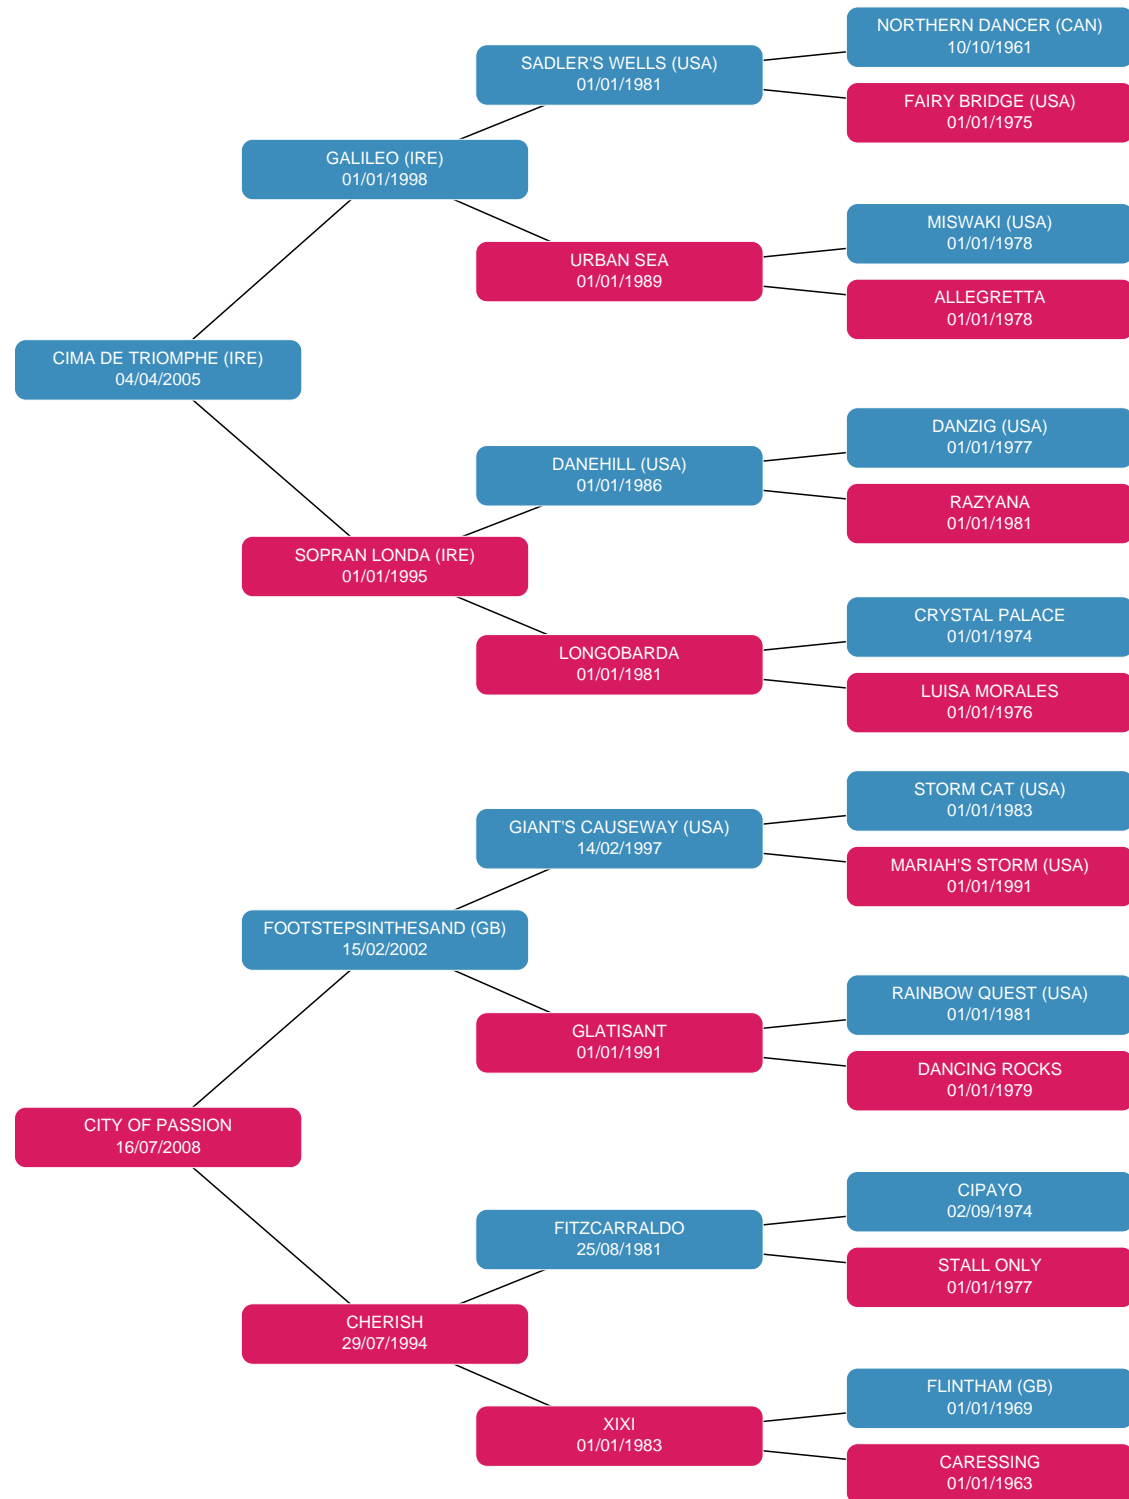 NORTHERN DANCER (CAN)
10/10/1961
SADLER'S WELLS (USA)
01/01/1981
FAIRY BRIDGE (USA)
01/01/1975
GALILEO (IRE)
01/01/1998
MISWAKI (USA)
01/01/1978
URBAN SEA
01/01/1989
ALLEGRETTA
01/01/1978
CIMA DE TRIOMPHE (IRE)
04/04/2005
DANZIG (USA)
01/01/1977
DANEHILL (USA)
01/01/1986
RAZYANA
01/01/1981
SOPRAN LONDA (IRE)
01/01/1995
CRYSTAL PALACE
01/01/1974
LONGOBARDA
01/01/1981
LUISA MORALES
01/01/1976
STORM CAT (USA)
01/01/1983
GIANT'S CAUSEWAY (USA)
14/02/1997
MARIAH'S STORM (USA)
01/01/1991
FOOTSTEPSINTHESAND (GB)
15/02/2002
RAINBOW QUEST (USA)
01/01/1981
GLATISANT
01/01/1991
DANCING ROCKS
01/01/1979
CITY OF PASSION
16/07/2008
CIPAYO
02/09/1974
FITZCARRALDO
25/08/1981
STALL ONLY
01/01/1977
CHERISH
29/07/1994
FLINTHAM (GB)
01/01/1969
XIXI
01/01/1983
CARESSING
01/01/1963